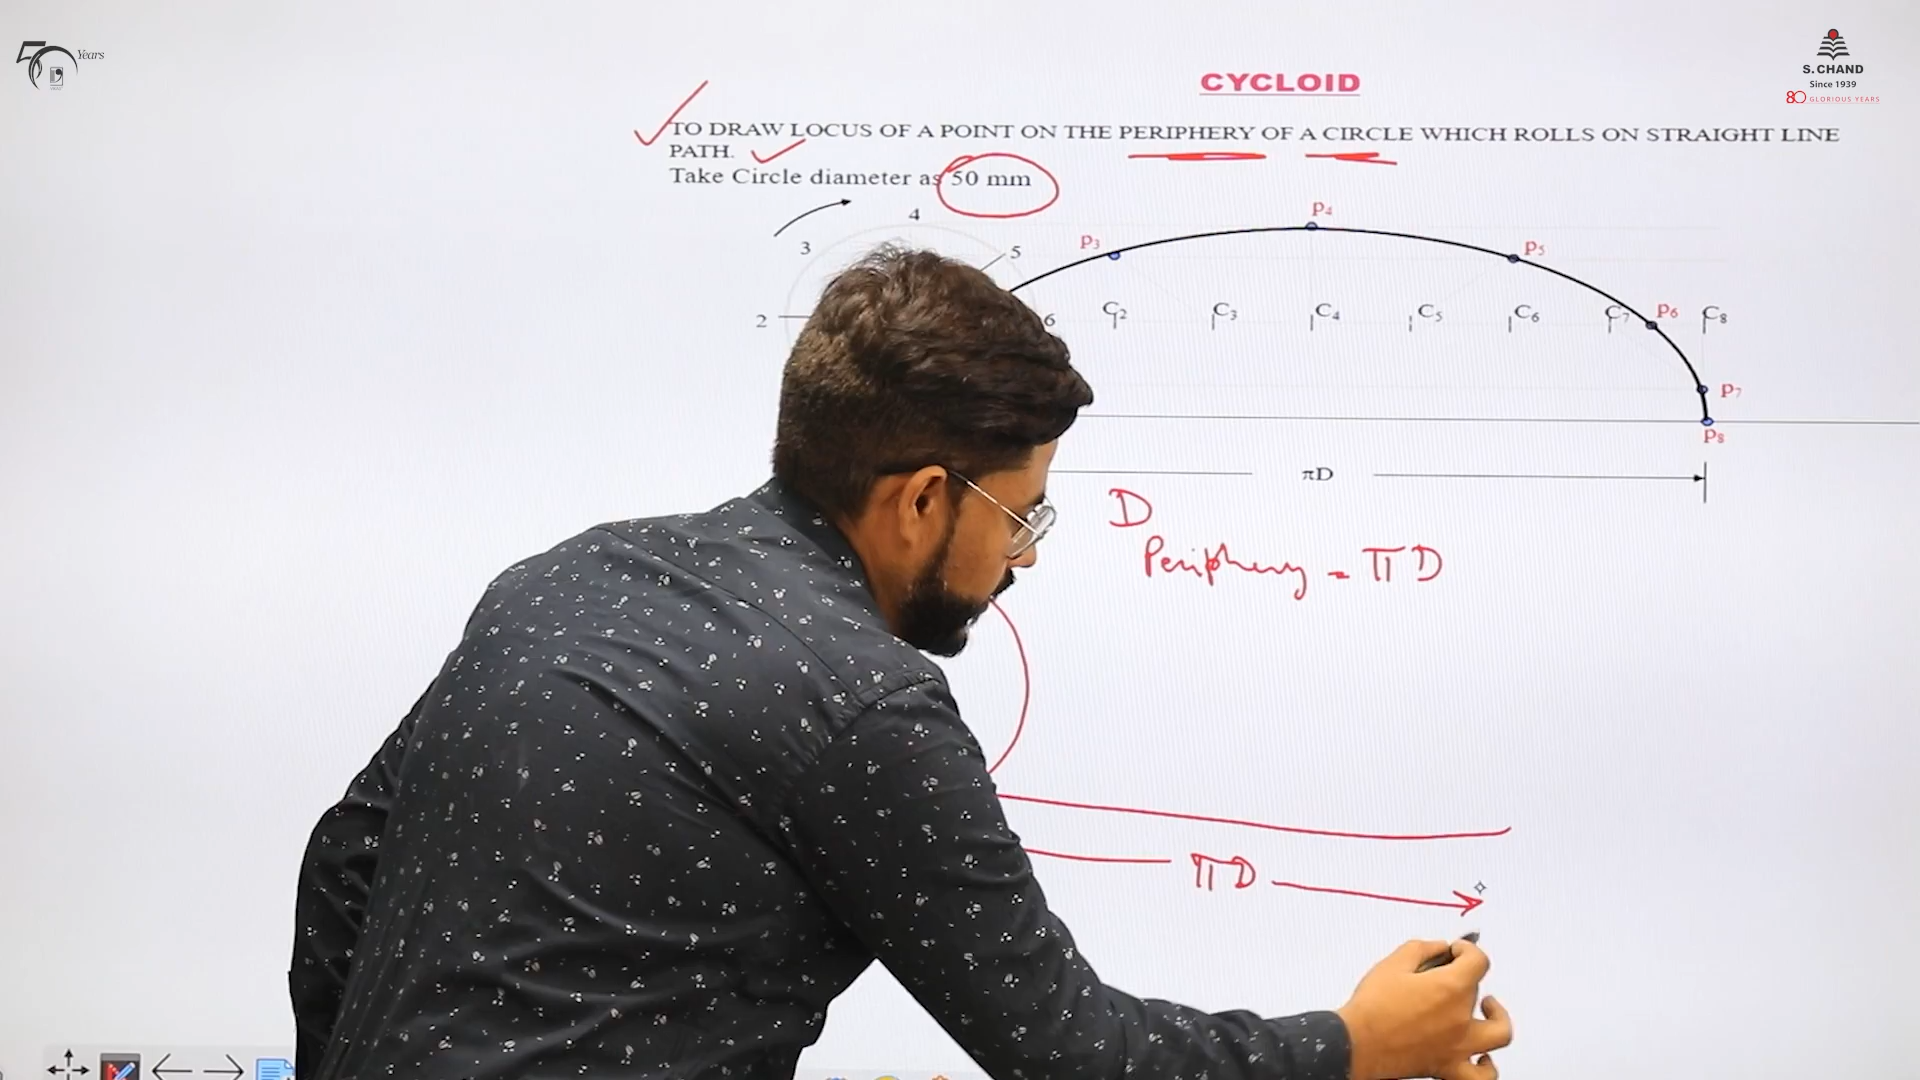 50 Years
S. CHAND
Since 1939
80 GLORIOUS YEARS
CYCLOID
TO DRAW LOCUS OF A POINT ON THE PERIPHERY OF A CIRCLE WHICH ROLLS ON STRAIGHT LINE
PATH.
Take Circle diameter as 50 mm
4
p4
3
5
p3
p5
2
6
C2
C3
C4
C5
C6
C7
p6
C8
p7
p8
πD
D
Periphery = πD
πD